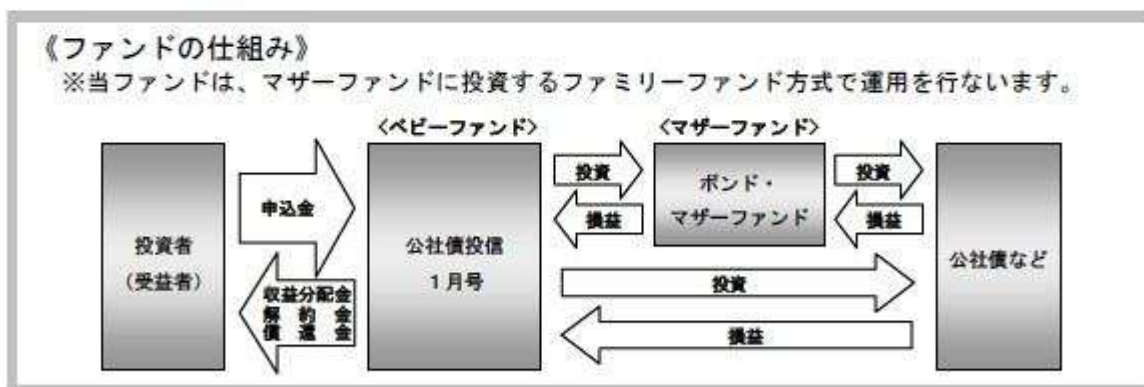 《ファンドの仕組み》
※当ファンドは、マザーファンドに投資するファミリーファンド方式で運用を行ないます。
〈ベビーファンド〉
〈マザーファンド〉
投資者
(受益者)
申込金
収益分配金
解約金
償還金
公社債投信
1月号
投資
損益
ボンド・
マザーファンド
投資
損益
投資
損益
公社債など